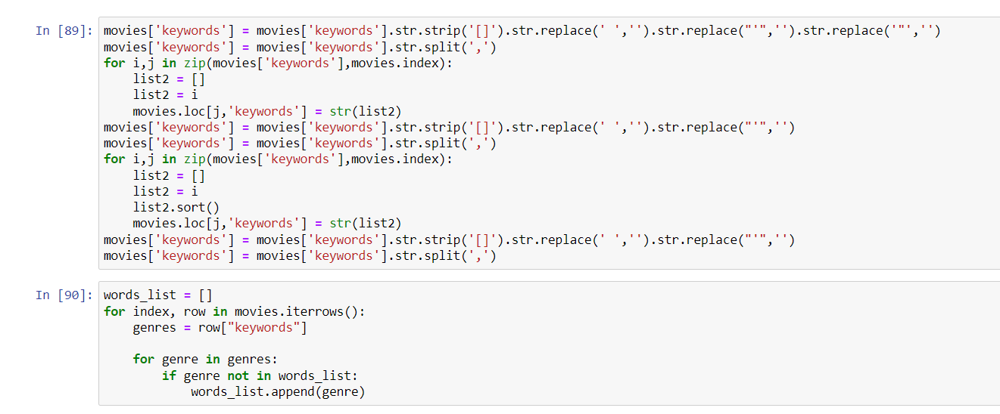 In [89]: movies['keywords'] = movies['keywords'].str.strip('[]').str.replace(' ','').str.replace("'",'').str.replace('"','')
movies['keywords'] = movies['keywords'].str.split(',')
for i,j in zip(movies['keywords'],movies.index):
    list2 = []
    list2 = i
    movies.loc[j,'keywords'] = str(list2)
movies['keywords'] = movies['keywords'].str.strip('[]').str.replace(' ','').str.replace("'",'')
movies['keywords'] = movies['keywords'].str.split(',')
for i,j in zip(movies['keywords'],movies.index):
    list2 = []
    list2 = i
    list2.sort()
    movies.loc[j,'keywords'] = str(list2)
movies['keywords'] = movies['keywords'].str.strip('[]').str.replace(' ','').str.replace("'",'')
movies['keywords'] = movies['keywords'].str.split(',')
In [90]: words_list = []
for index, row in movies.iterrows():
    genres = row["keywords"]
    for genre in genres:
        if genre not in words_list:
            words_list.append(genre)